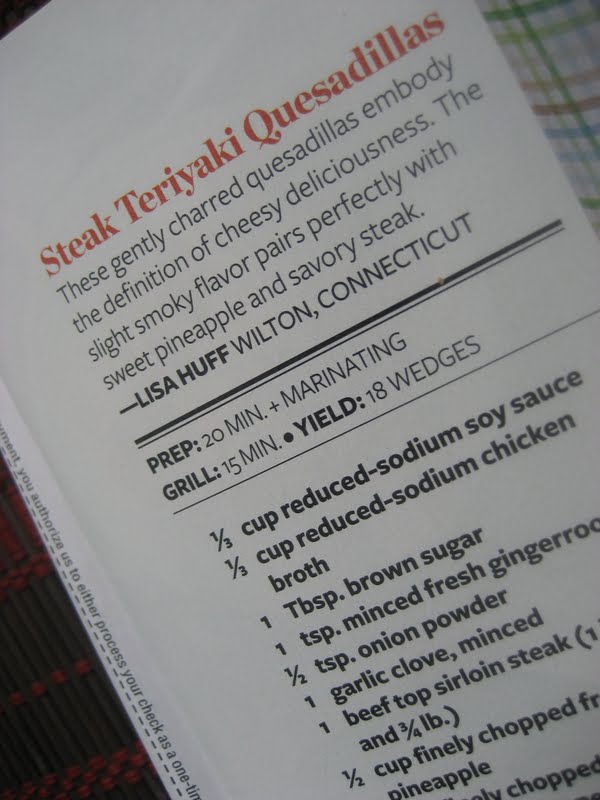 Steak Teriyaki Quesadillas
These gently charred quesadillas embody
the definition of cheesy deliciousness. The
slight smoky flavor pairs perfectly with
sweet pineapple and savory steak.
—LISA HUFF WILTON, CONNECTICUT
PREP: 20 MIN. + MARINATING
GRILL: 15 MIN. • YIELD: 18 WEDGES
⅓ cup reduced-sodium soy sauce
⅓ cup reduced-sodium chicken
broth
1 Tbsp. brown sugar
1 tsp. minced fresh gingerroo
½ tsp. onion powder
1 garlic clove, minced
1 beef top sirloin steak (1
and ¾ lb.)
½ cup finely chopped fr
pineapple
chopped
you authorize us to either process your check as a one-tim